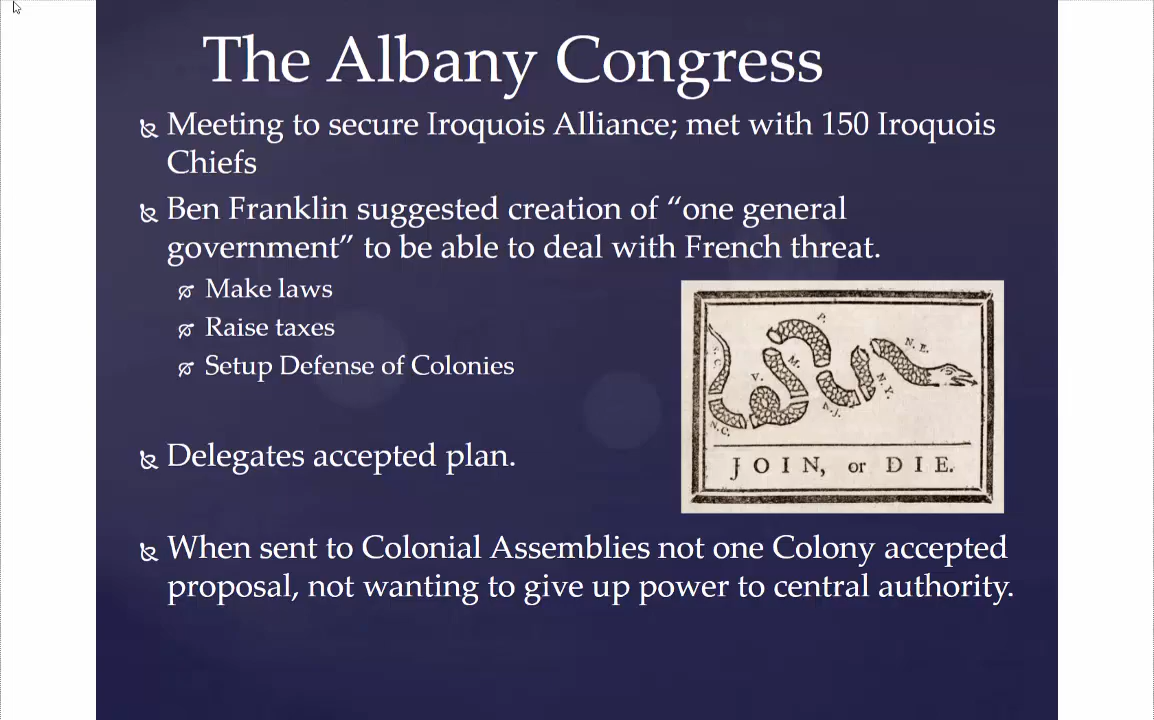 The Albany Congress
Meeting to secure Iroquois Alliance; met with 150 Iroquois
Chiefs
Ben Franklin suggested creation of “one general
government” to be able to deal with French threat.
Make laws
Raise taxes
Setup Defense of Colonies
Delegates accepted plan.
When sent to Colonial Assemblies not one Colony accepted
proposal, not wanting to give up power to central authority.
S. C.
N. C.
V.
M.
P.
N. J.
N. Y.
N. E.
JOIN, or DIE.